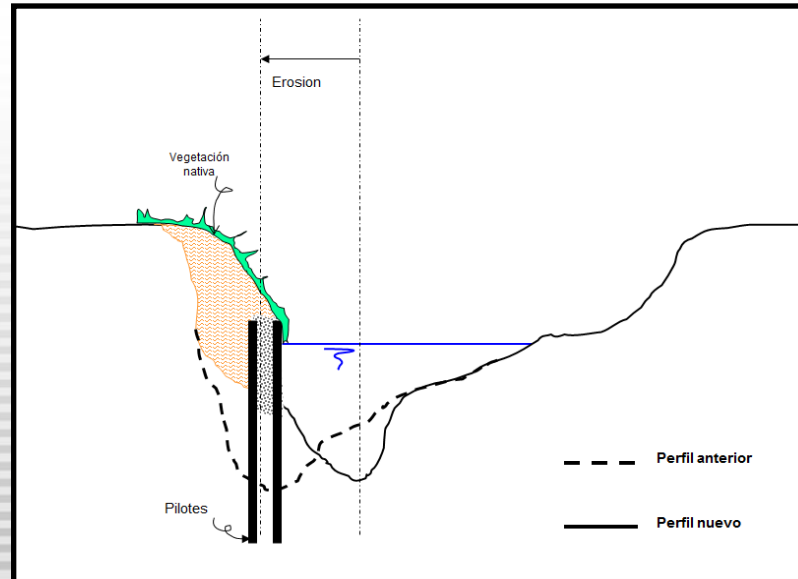 Erosion
Vegetación
nativa
Perfil anterior
Pilotes
Perfil nuevo